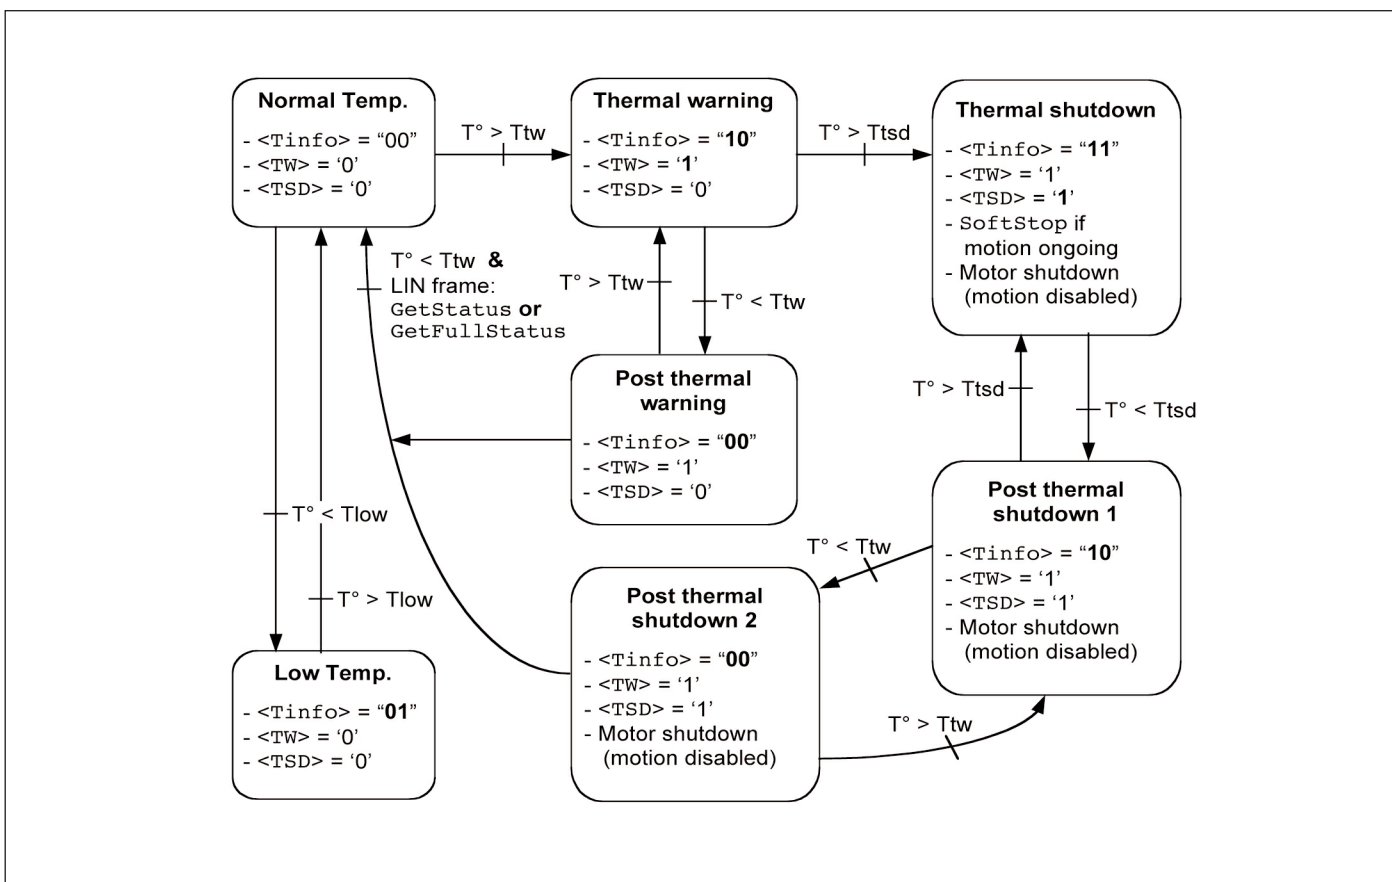 Normal Temp.
- <Tinfo> = “00”
- <TW> = ‘0’
- <TSD> = ‘0’
T° > Ttw
Thermal warning
- <Tinfo> = “10”
- <TW> = ‘1’
- <TSD> = ‘0’
T° > Ttsd
Thermal shutdown
- <Tinfo> = “11”
- <TW> = ‘1’
- <TSD> = ‘1’
- SoftStop if
motion ongoing
- Motor shutdown
(motion disabled)
T° < Ttw &
LIN frame:
GetStatus or
GetFullStatus
T° > Ttw
T° < Ttw
Post thermal
warning
- <Tinfo> = “00”
- <TW> = ‘1’
- <TSD> = ‘0’
T° > Ttsd
T° < Ttsd
Post thermal
shutdown 1
- <Tinfo> = “10”
- <TW> = ‘1’
- <TSD> = ‘1’
- Motor shutdown
(motion disabled)
T° < Tlow
T° > Tlow
T° < Ttw
Post thermal
shutdown 2
- <Tinfo> = “00”
- <TW> = ‘1’
- <TSD> = ‘1’
- Motor shutdown
(motion disabled)
T° > Ttw
Low Temp.
- <Tinfo> = “01”
- <TW> = ‘0’
- <TSD> = ‘0’